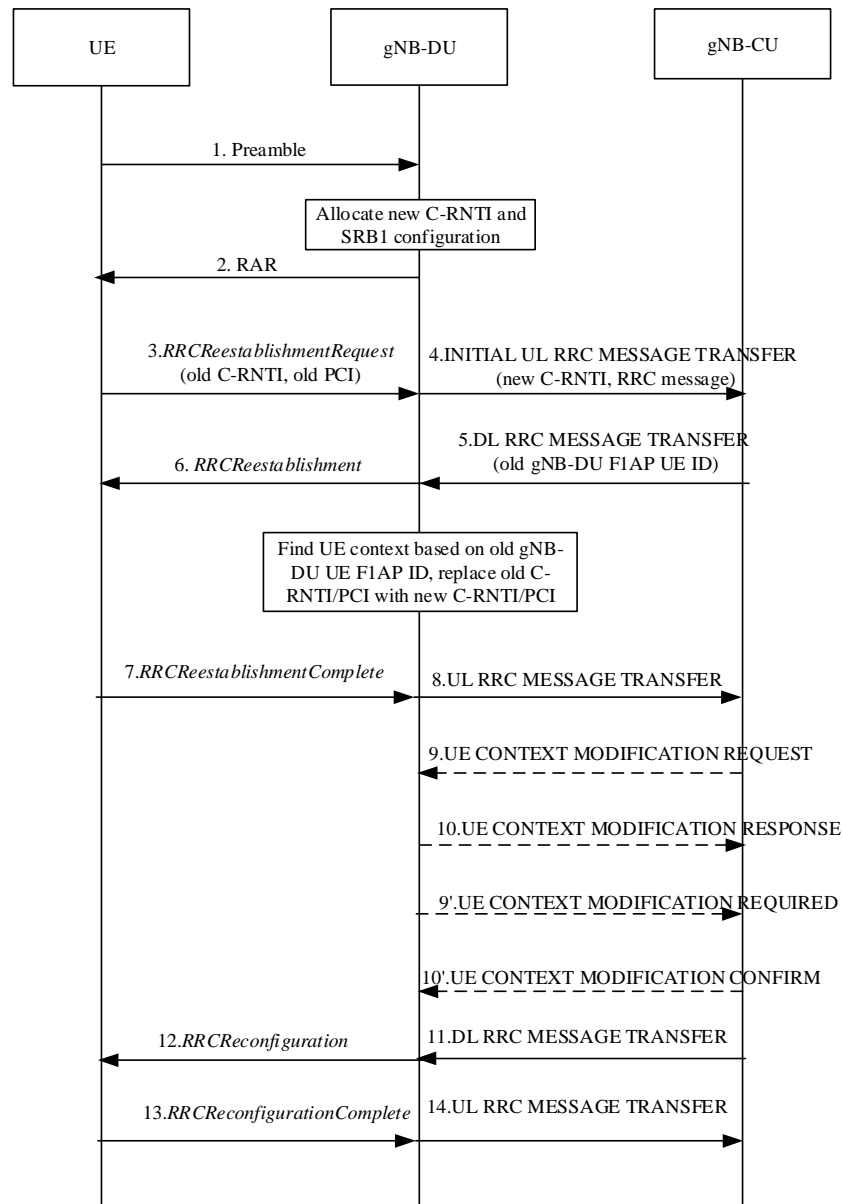 UE
gNB-DU
gNB-CU
1. Preamble
Allocate new C-RNTI and
SRB1 configuration
2. RAR
3.RRCReestablishmentRequest
(old C-RNTI, old PCI)
4.INITIAL UL RRC MESSAGE TRANSFER
(new C-RNTI, RRC message)
5.DL RRC MESSAGE TRANSFER
(old gNB-DU F1AP UE ID)
6. RRCReestablishment
Find UE context based on old gNB-
DU UE F1AP ID, replace old C-
RNTI/PCI with new C-RNTI/PCI
7.RRCReestablishmentComplete
8.UL RRC MESSAGE TRANSFER
9.UE CONTEXT MODIFICATION REQUEST
10.UE CONTEXT MODIFICATION RESPONSE
9'.UE CONTEXT MODIFICATION REQUIRED
10'.UE CONTEXT MODIFICATION CONFIRM
12.RRCReconfiguration
11.DL RRC MESSAGE TRANSFER
13.RRCReconfigurationComplete
14.UL RRC MESSAGE TRANSFER